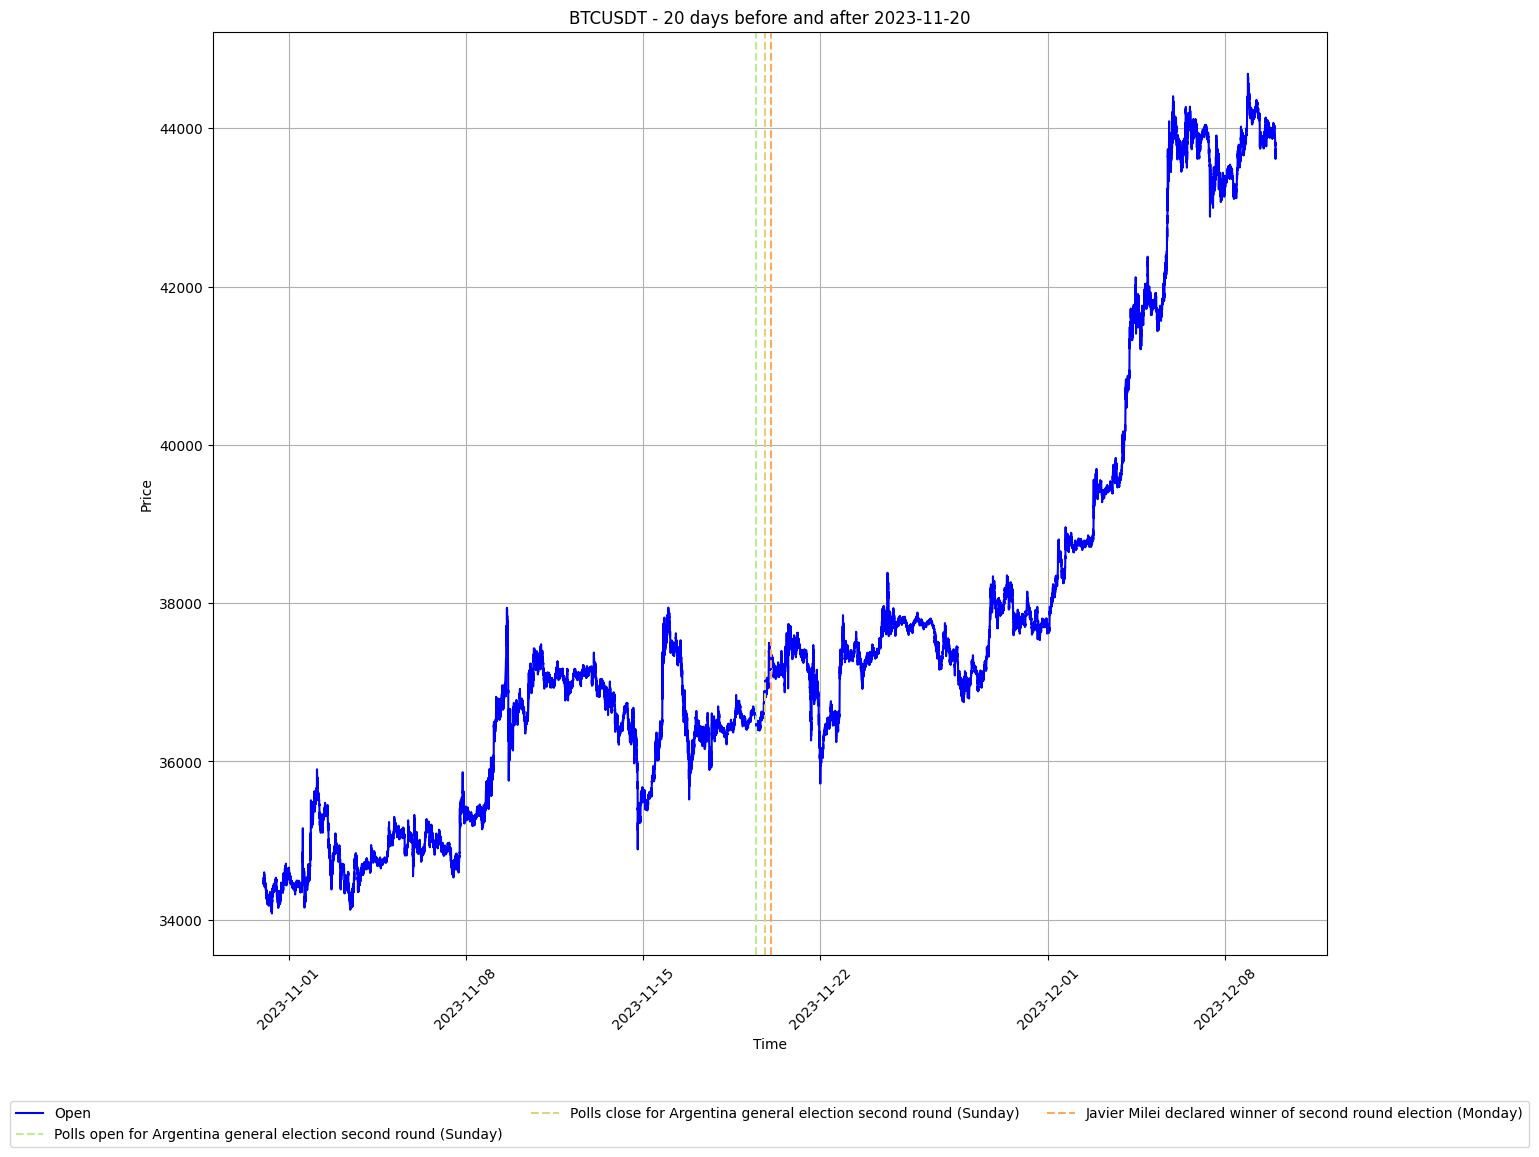 BTCUSDT - 20 days before and after 2023-11-20
44000
42000
40000
38000
36000
34000
Price
2023-11-01
2023-11-08
2023-11-15
2023-11-22
2023-12-01
2023-12-08
Time
Open
Polls open for Argentina general election second round (Sunday)
Polls close for Argentina general election second round (Sunday)
Javier Milei declared winner of second round election (Monday)